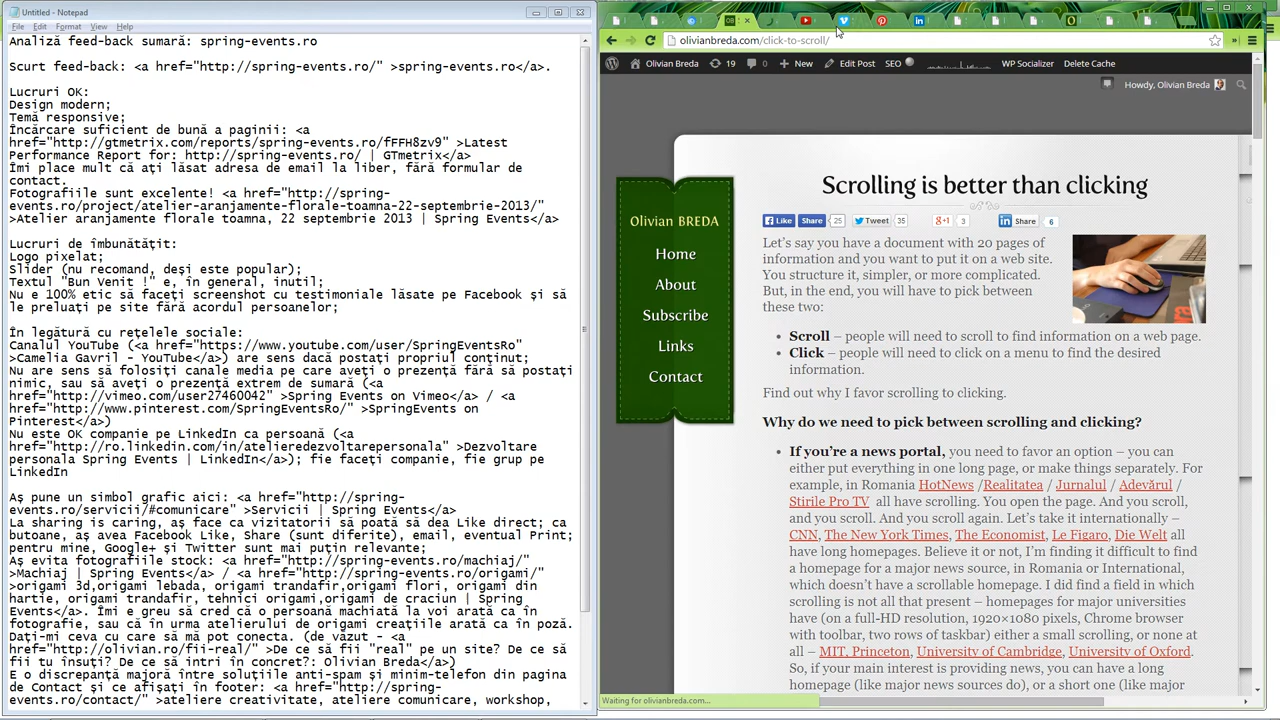 Untitled - Notepad
File Edit Format View Help
Analiză feed-back sumară: spring-events.ro
Scurt feed-back: <a href="http://spring-events.ro/" >spring-events.ro</a>.
Lucruri OK:
Design modern;
Temă responsive;
Încărcare suficient de bună a paginii: <a
href="http://gtmetrix.com/reports/spring-events.ro/fFFH8zv9" >Latest
Performance Report for: http://spring-events.ro/ | GTmetrix</a>
Îmi place mult că ați lăsat adresa de email la liber, fără formular de
contact.
Fotografiile sunt excelente! <a href="http://spring-
events.ro/project/atelier-aranjamente-florale-toamna-22-septembrie-2013/"
>Atelier aranjamente florale toamna, 22 septembrie 2013 | Spring Events</a>
Lucruri de îmbunătățit:
Logo pixelat;
Slider (nu recomand, deși este popular);
Textul "Bun Venit !" e, în general, inutil;
Nu e 100% etic să faceți screenshot cu testimoniale lăsate pe Facebook și să
le preluați pe site fără acordul persoanelor;
În legătură cu rețelele sociale:
Canalul YouTube (<a href="https://www.youtube.com/user/SpringEventsRo"
>Camelia Gavril - YouTube</a>) are sens dacă postați propriul conținut;
Nu are sens să folosiți canale media pe care aveți o prezență fără să postați
nimic, sau să aveți o prezență extrem de sumară (<a
href="http://vimeo.com/user27460042" >Spring Events on Vimeo</a> / <a
href="http://www.pinterest.com/SpringEventsRo/" >SpringEvents on
Pinterest</a>)
Nu este OK companie pe LinkedIn ca persoană (<a
href="http://ro.linkedin.com/in/atelieredezvoltarepersonala" >Dezvoltare
personala Spring Events | LinkedIn</a>); fie faceți companie, fie grup pe
LinkedIn
Aș pune un simbol grafic aici: <a href="http://spring-
events.ro/servicii/#comunicare" >Servicii | Spring Events</a>
La sharing is caring, aș face ca vizitatorii să poată să dea Like direct; ca
butoane, aș avea Facebook Like, Share (sunt diferite), email, eventual Print;
pentru mine, Google+ și Twitter sunt mai puțin relevante;
Aș evita fotografiile stock: <a href="http://spring-events.ro/machiaj/"
>Machiaj | Spring Events</a> / <a href="http://spring-events.ro/origami/"
>origami 3d,origami lebada, origami trandafir,origami flori, origami din
hartie, origami trandafir, tehnici origami,origami de craciun | Spring
Events</a>. Îmi e greu să cred că o persoană machiată la voi arată ca în
fotografie, sau că în urma atelierului de origami creațiile arată ca în poză.
Dați-mi ceva cu care să mă pot conecta. (de văzut - <a
href="http://olivian.ro/fii-real/" >De ce să fii "real" pe un site? De ce să
fii tu însuți? De ce să intri în concret?: Olivian Breda</a>)
E o discrepanță majoră între soluțiile anti-spam și minim-telefon din pagina
de Contact și ce afișați în footer: <a href="http://spring-
events.ro/contact/" >ateliere creativitate, ateliere comunicare, workshop,
olivianbreda.com/click-to-scroll/
Olivian Breda 19 0 + New Edit Post SEO WP Socializer Delete Cache
Howdy, Olivian Breda
Scrolling is better than clicking
Like Share 25 Tweet 35 +1 3 Share 6
Olivian BREDA
Home
About
Subscribe
Links
Contact
Let's say you have a document with 20 pages of
information and you want to put it on a web site.
You structure it, simpler, or more complicated.
But, in the end, you will have to pick between
these two:
Scroll – people will need to scroll to find information on a web page.
Click – people will need to click on a menu to find the desired
information.
Find out why I favor scrolling to clicking.
Why do we need to pick between scrolling and clicking?
If you're a news portal, you need to favor an option – you can
either put everything in one long page, or make things separately. For
example, in Romania HotNews /Realitatea / Jurnalul / Adevărul /
Stirile Pro TV all have scrolling. You open the page. And you scroll,
and you scroll. And you scroll again. Let's take it internationally –
CNN, The New York Times, The Economist, Le Figaro, Die Welt all
have long homepages. Believe it or not, I'm finding it difficult to find
a homepage for a major news source, in Romania or International,
which doesn't have a scrollable homepage. I did find a field in which
scrolling is not all that present – homepages for major universities
have (on a full-HD resolution, 1920×1080 pixels, Chrome browser
with toolbar, two rows of taskbar) either a small scrolling, or none at
all – MIT, Princeton, University of Cambridge, University of Oxford.
So, if your main interest is providing news, you can have a long
homepage (like major news sources do), or a short one (like major
Waiting for olivianbreda.com...